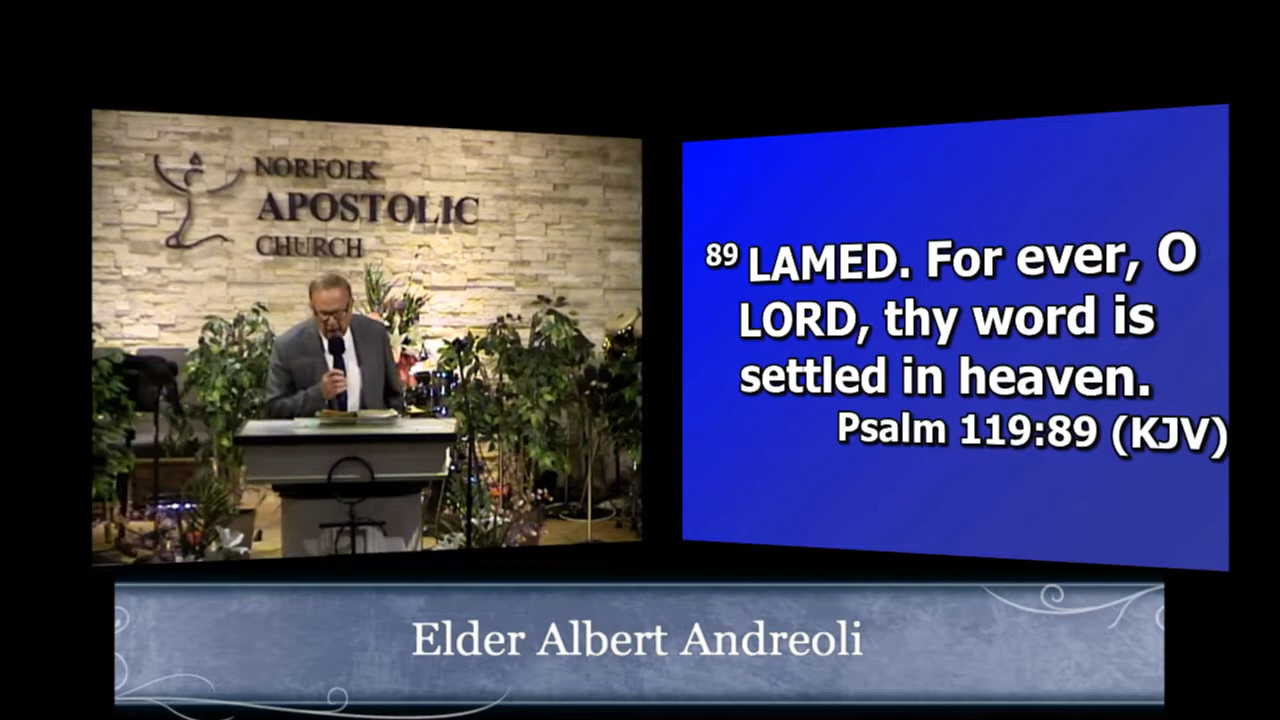 NORFOLK
APOSTOLIC
CHURCH
89 LAMED. For ever, O
LORD, thy word is
settled in heaven.
Psalm 119:89 (KJV)
Elder Albert Andreoli